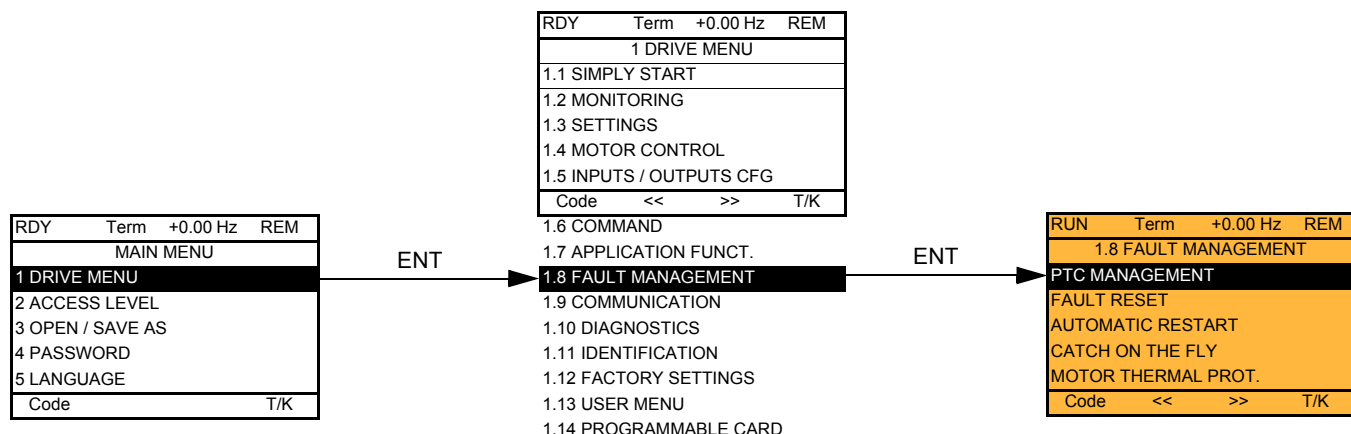 RDY Term +0.00 Hz REM
MAIN MENU
1 DRIVE MENU
2 ACCESS LEVEL
3 OPEN / SAVE AS
4 PASSWORD
5 LANGUAGE
Code T/K
ENT
RDY Term +0.00 Hz REM
1 DRIVE MENU
1.1 SIMPLY START
1.2 MONITORING
1.3 SETTINGS
1.4 MOTOR CONTROL
1.5 INPUTS / OUTPUTS CFG
Code << >> T/K
1.6 COMMAND
1.7 APPLICATION FUNCT.
1.8 FAULT MANAGEMENT
1.9 COMMUNICATION
1.10 DIAGNOSTICS
1.11 IDENTIFICATION
1.12 FACTORY SETTINGS
1.13 USER MENU
1.14 PROGRAMMABLE CARD
ENT
RUN Term +0.00 Hz REM
1.8 FAULT MANAGEMENT
PTC MANAGEMENT
FAULT RESET
AUTOMATIC RESTART
CATCH ON THE FLY
MOTOR THERMAL PROT.
Code << >> T/K